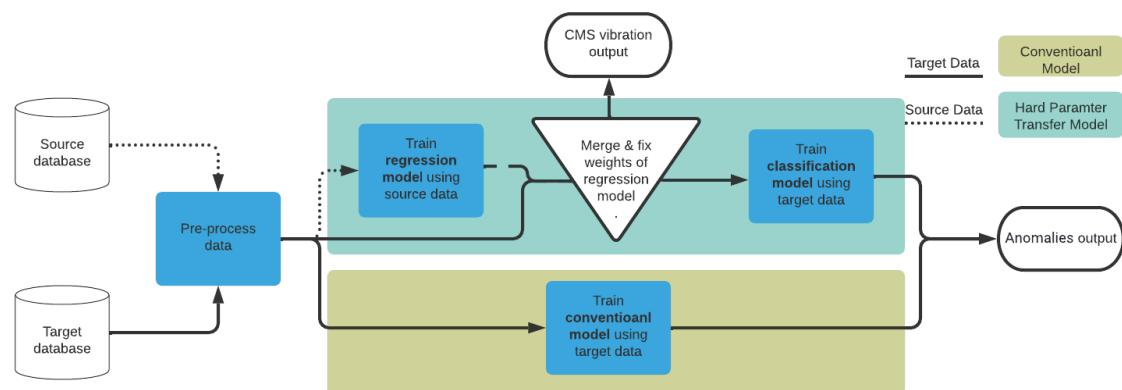 CMS vibration
output
Target Data
Conventioanl
Model
Source Data
Hard Paramter
Transfer Model
Source
database
Train
regression
model using
source data
Merge & fix
weights of
regression
model
.
Train
classification
model using
target data
Pre-process
data
Anomalies output
Target
database
Train
conventioanl
model using
target data